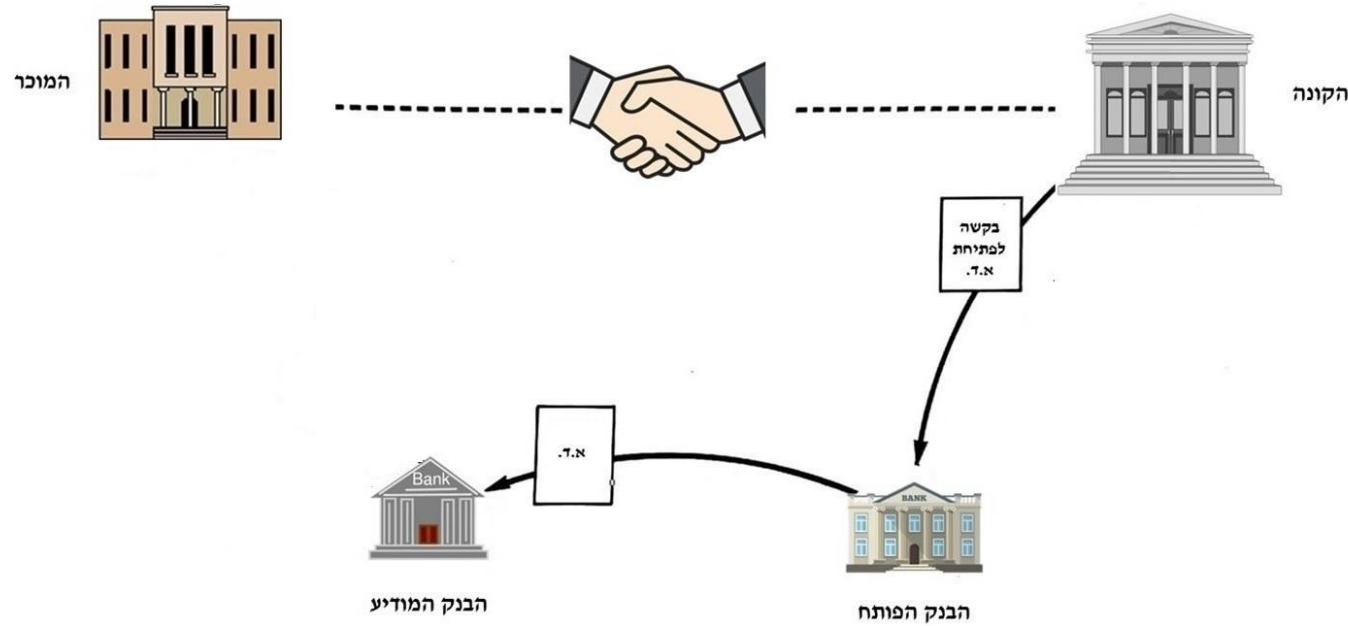 המוכר
הקונה
בקשה
לפתיחת
א.ד.
א.ד.
Bank
BANK
הבנק המודיע
הבנק הפותח